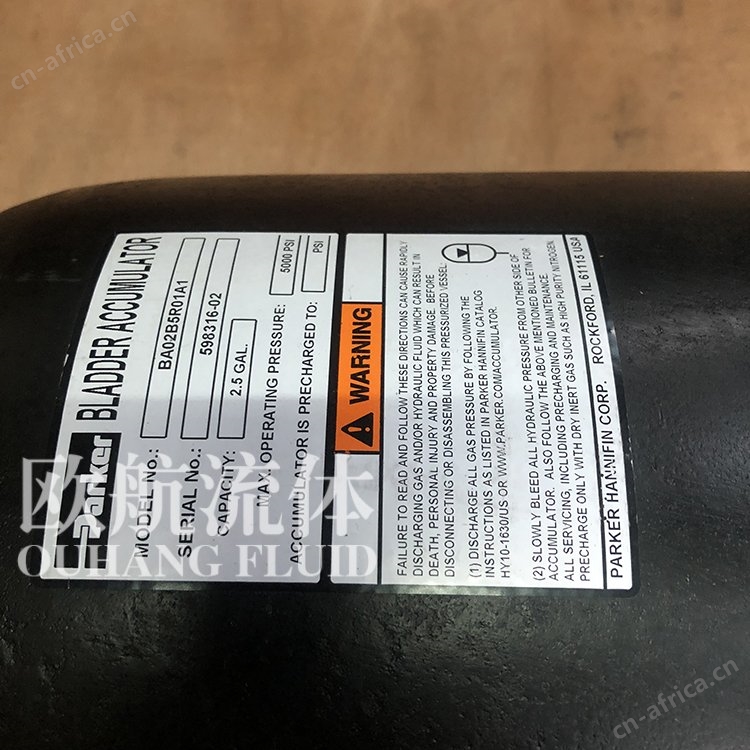 cn-africa.cn
Parker BLADDER ACCUMULATOR
MODEL No.: BA02B5R01A1
SERIAL No.: 598316-02
CAPACITY: 2.5 GAL.
MAX. OPERATING PRESSURE: 5000 PSI
ACCUMULATOR IS PRECHARGED TO: PSI
WARNING
FAILURE TO READ AND FOLLOW THESE DIRECTIONS CAN CAUSE RAPIDLY
DISCHARGING GAS AND/OR HYDRAULIC FLUID WHICH CAN RESULT IN
DEATH, PERSONAL INJURY AND PROPERTY DAMAGE. BEFORE
DISCONNECTING OR DISASSEMBLING THIS PRESSURIZED VESSEL:
(1) DISCHARGE ALL GAS PRESSURE BY FOLLOWING THE
INSTRUCTIONS AS LISTED IN PARKER HANNIFIN CATALOG
HY10-1630/US OR WWW.PARKER.COM/ACCUMULATOR.
(2) SLOWLY BLEED ALL HYDRAULIC PRESSURE FROM OTHER SIDE OF
ACCUMULATOR. ALSO FOLLOW THE ABOVE MENTIONED BULLETIN FOR
ALL SERVICING, INCLUDING PRECHARGING AND MAINTENANCE.
PRECHARGE ONLY WITH DRY INERT GAS SUCH AS HIGH PURITY NITROGEN.
PARKER HANNIFIN CORP. ROCKFORD, IL 61115 USA
欧航流体
OUHANG FLUID
cn-africa.cn